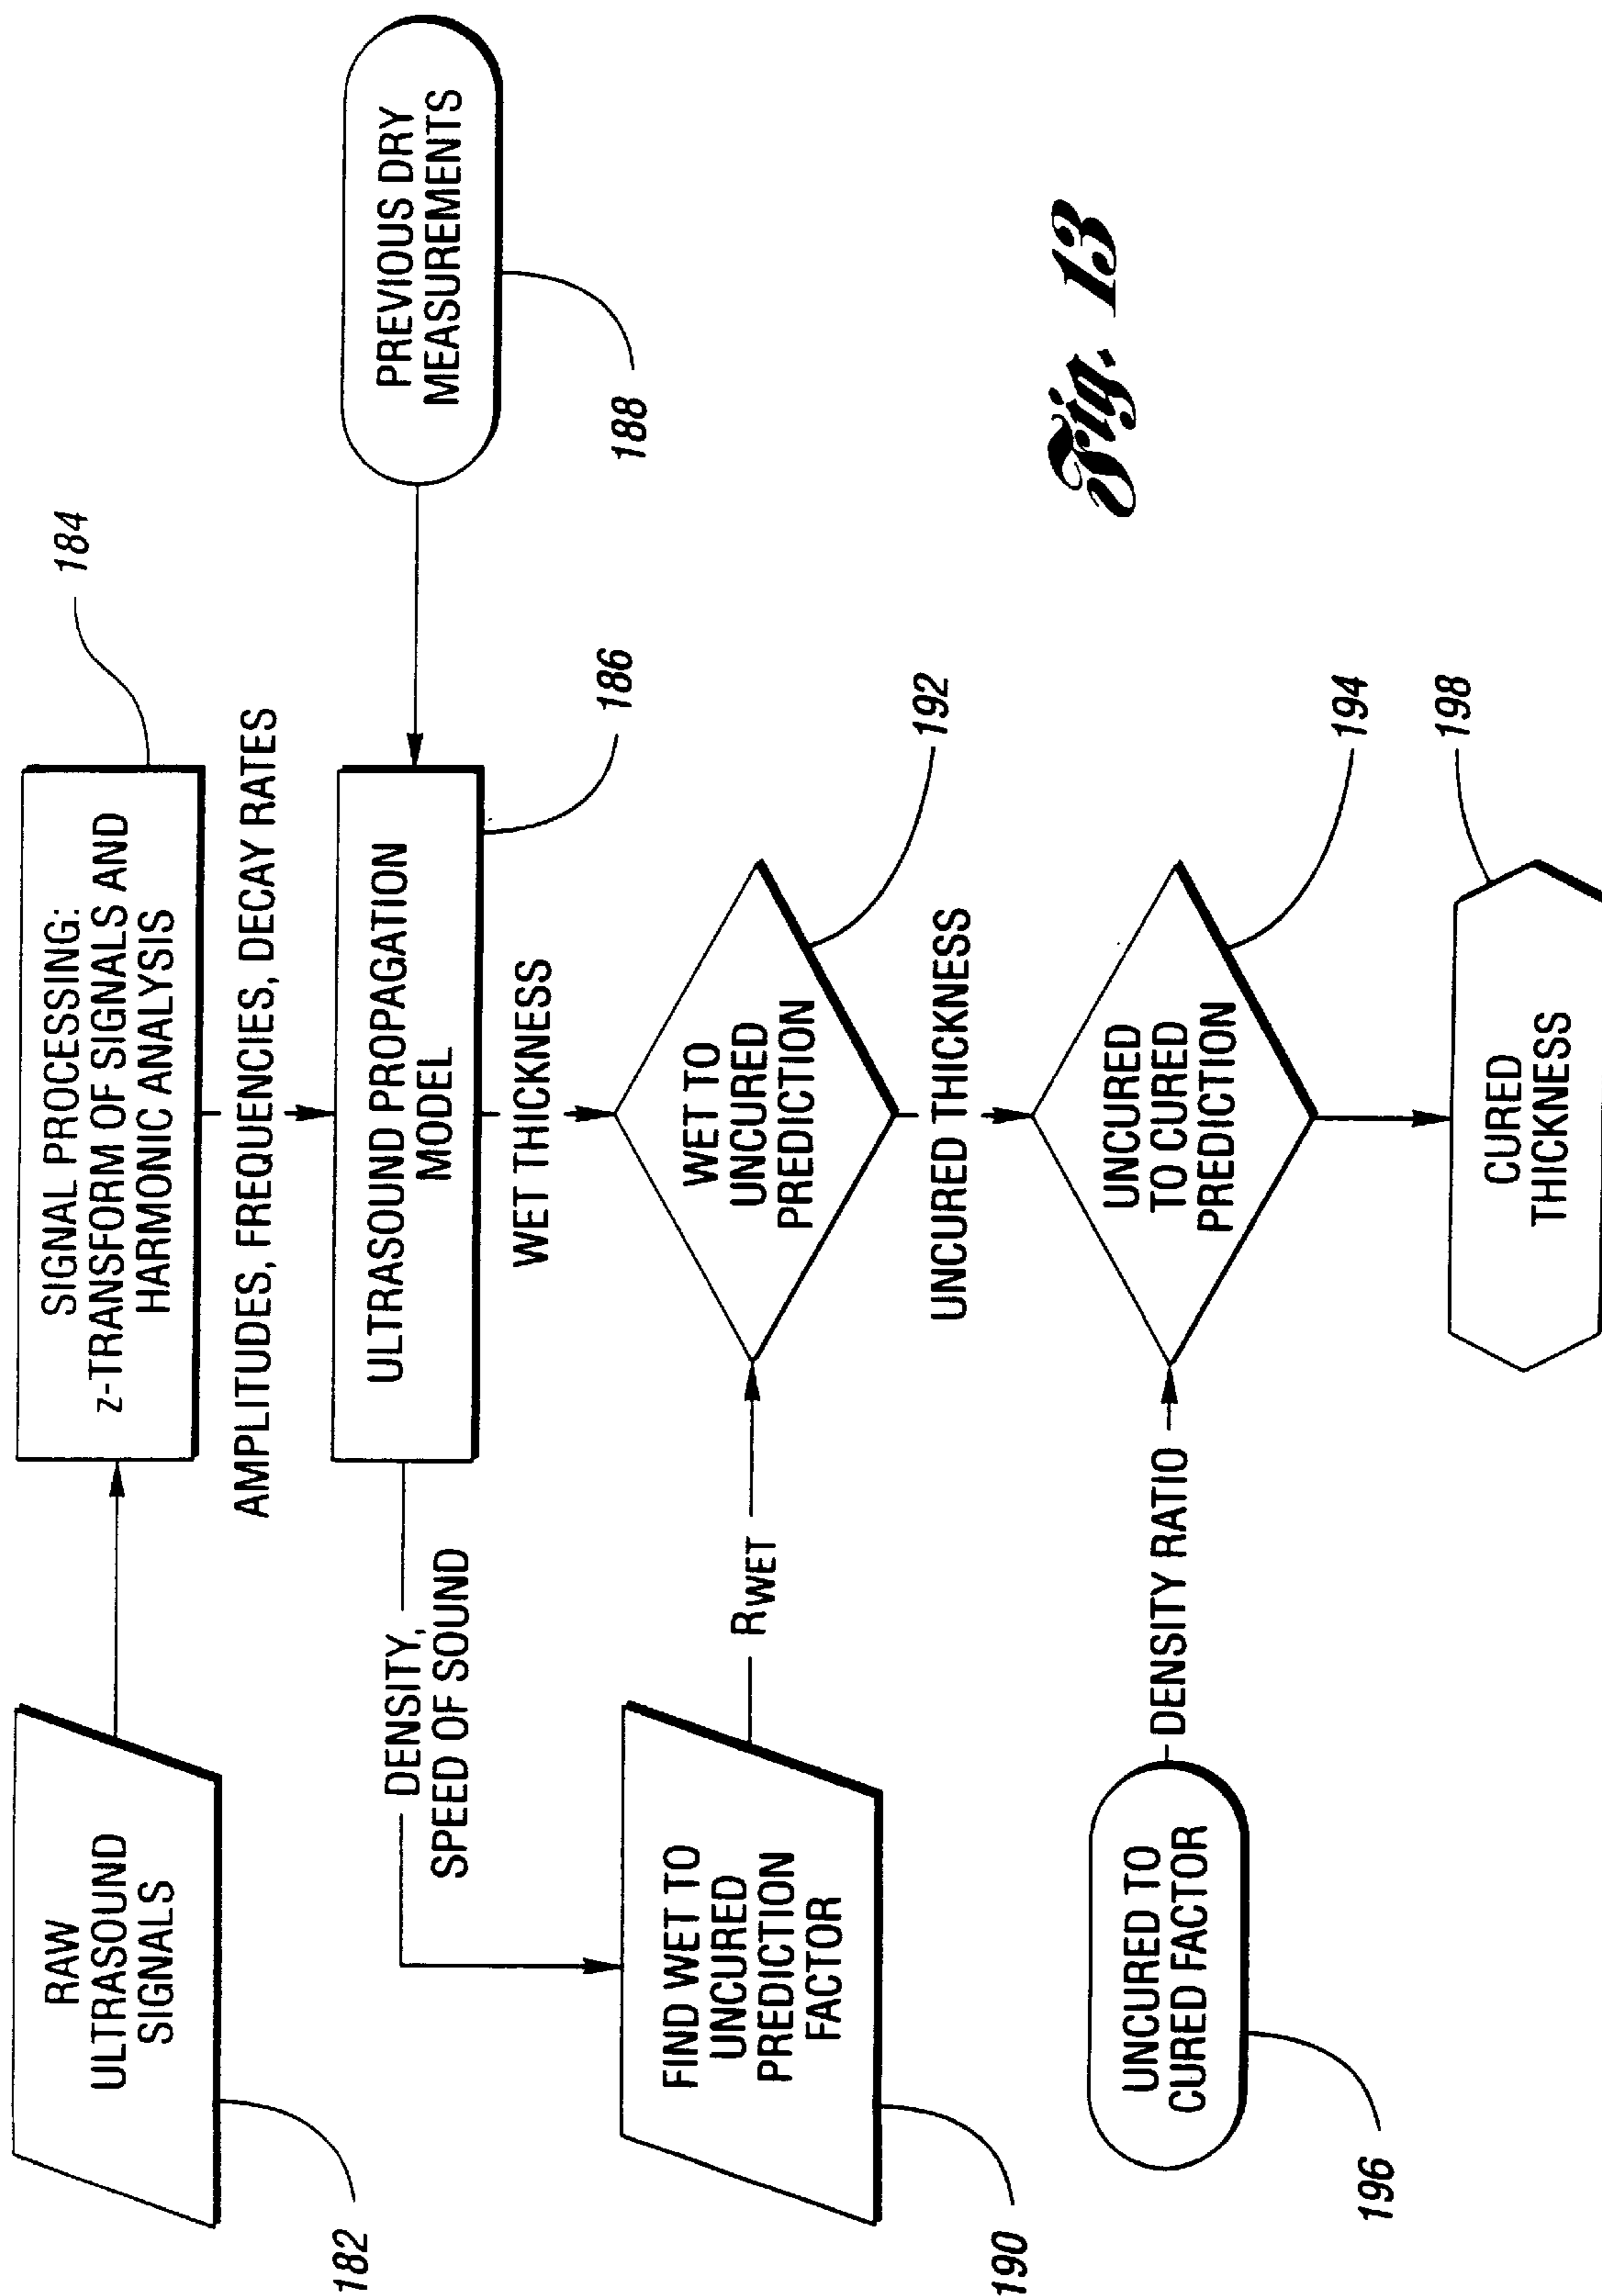 RAW
ULTRASOUND
SIGNALS
182
SIGNAL PROCESSING:
z-TRANSFORM OF SIGNALS AND
HARMONIC ANALYSIS
184
AMPLITUDES, FREQUENCIES, DECAY RATES
ULTRASOUND PROPAGATION
MODEL
186
PREVIOUS DRY
MEASUREMENTS
188
DENSITY,
SPEED OF SOUND
WET THICKNESS
FIND WET TO
UNCURED
PREDICTION
FACTOR
190
RWET
WET TO
UNCURED
PREDICTION
192
UNCURED THICKNESS
UNCURED TO
CURED FACTOR
196
DENSITY RATIO
UNCURED
TO CURED
PREDICTION
194
CURED
THICKNESS
198
Fig. 13